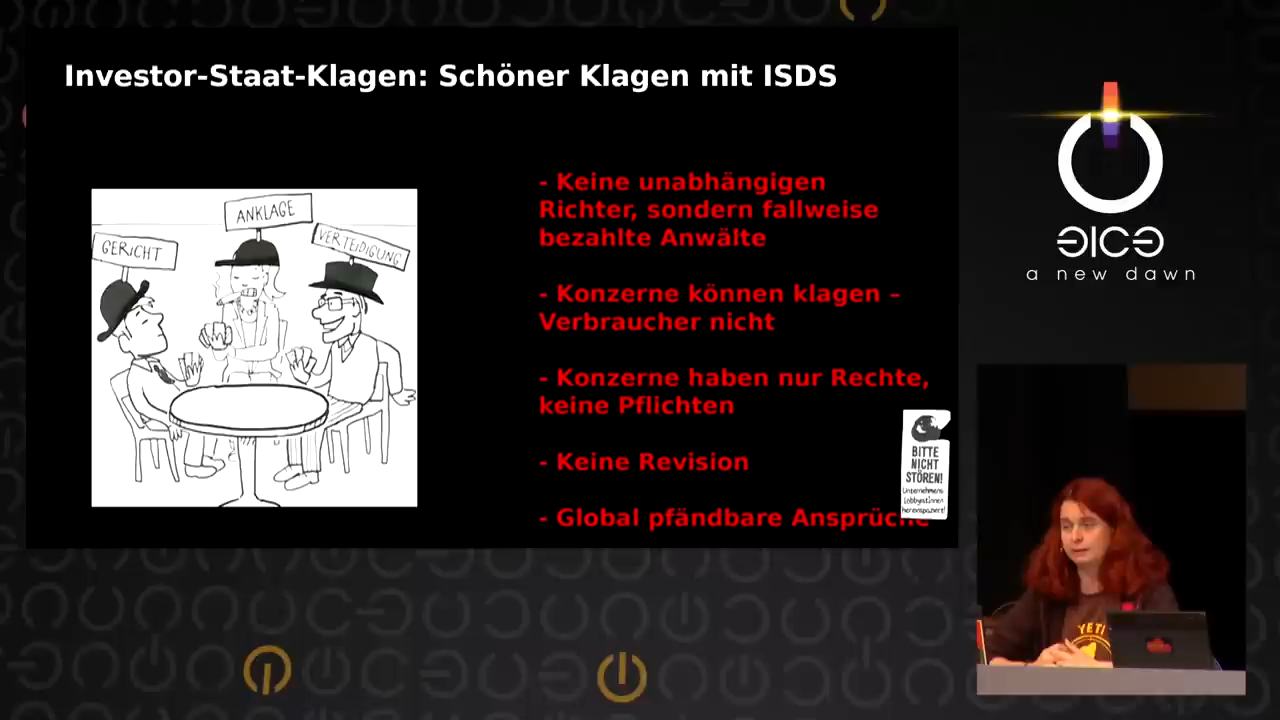 Investor-Staat-Klagen: Schöner Klagen mit ISDS
GERICHT
ANKLAGE
VERTEIDIGUNG
- Keine unabhängigen
Richter, sondern fallweise
bezahlte Anwälte
- Konzerne können klagen –
Verbraucher nicht
- Konzerne haben nur Rechte,
keine Pflichten
- Keine Revision
- Global pfändbare Ansprüche
BITTE
NICHT
STÖREN!
Unternehmens
Lobbyistinnen
hereinspaziert!
a new dawn
YETI